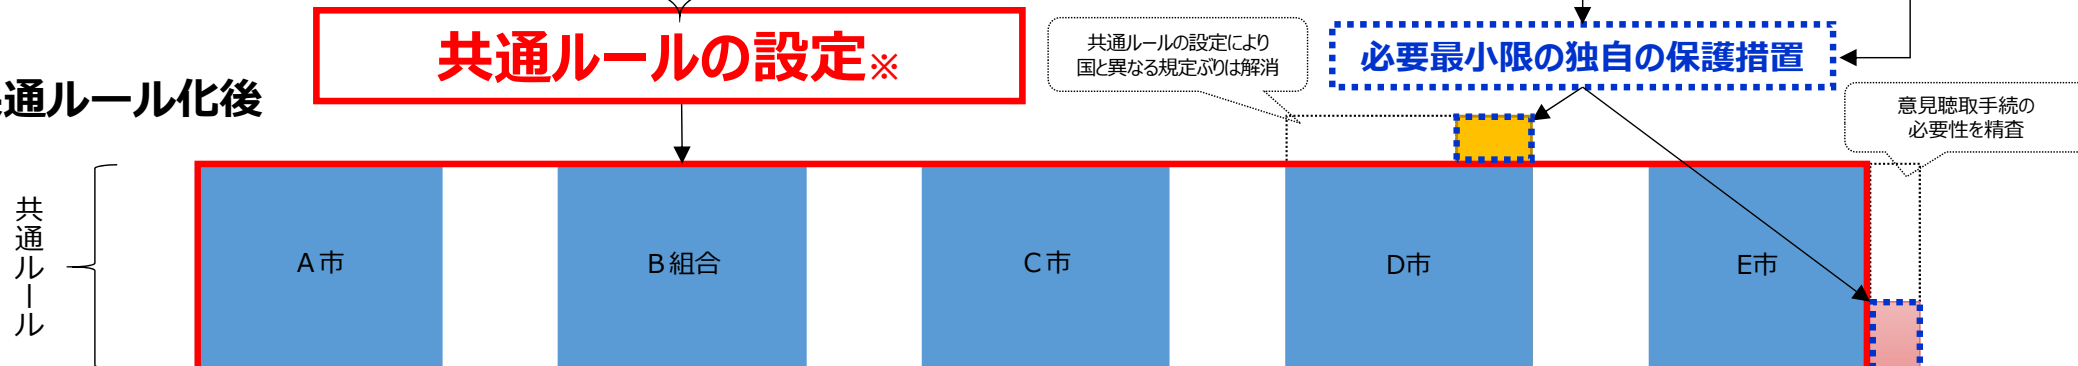 共通ルールの設定※
共通ルールの設定により
国と異なる規定ぶりは解消
必要最小限の独自の保護措置
通ルール化後
意見聴取手続の
必要性を精査
共通ルール
A市
B組合
C市
D市
E市